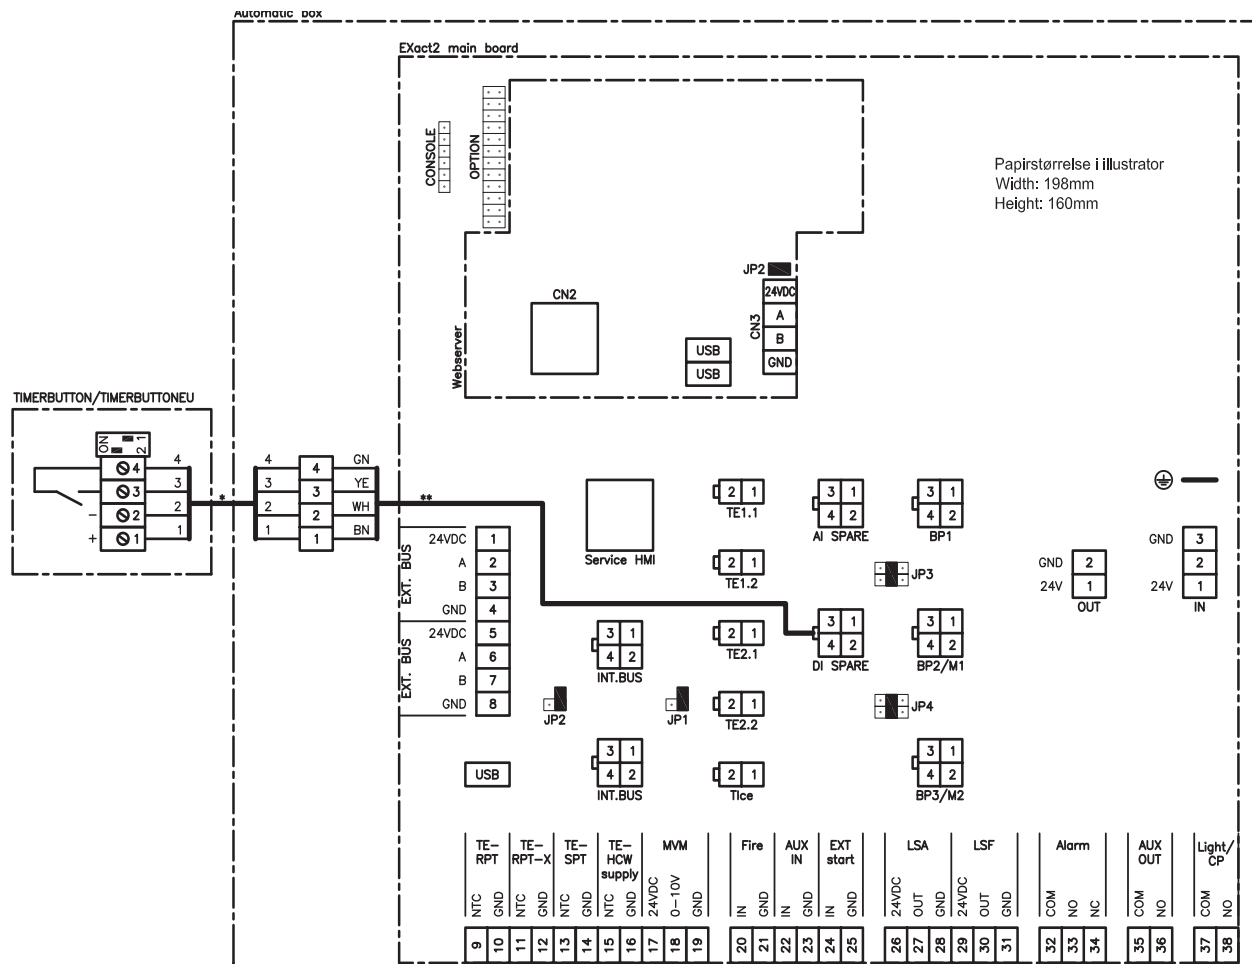 Automatic box
EXact2 main board
CONSOLE
OPTION
Papirstørrelse i illustrator
Width: 198mm
Height: 160mm
JP2
24VDC
A
B
GND
CN3
CN2
USB
USB
Webserver
TIMERBUTTON/TIMERBUTTONEU
ON
2 1
4
3
- 2
+ 1
4
3
2
1
*
4
3
2
1
4
3
2
1
GN
YE
WH
BN
**
Service HMI
2 1
TE1.1
3 1
4 2
AI SPARE
3 1
4 2
BP1
EXT. BUS
24VDC 1
A 2
B 3
GND 4
EXT. BUS
24VDC 5
A 6
B 7
GND 8
2 1
TE1.2
JP3
GND 2
24V 1
OUT
GND 3
2
24V 1
IN
3 1
4 2
INT.BUS
2 1
TE2.1
3 1
4 2
DI SPARE
3 1
4 2
BP2/M1
JP2
JP1
2 1
TE2.2
JP4
USB
3 1
4 2
INT.BUS
2 1
TIce
3 1
4 2
BP3/M2
TE-
RPT
TE-
RPT-X
TE-
SPT
TE-
HCW
supply
MVM
Fire
AUX
IN
EXT
start
LSA
LSF
Alarm
AUX
OUT
Light/
CP
NTC
GND
NTC
GND
NTC
GND
NTC
GND
24VDC
0-10V
GND
IN
GND
IN
GND
IN
GND
24VDC
OUT
GND
24VDC
OUT
GND
COM
NO
NC
COM
NO
COM
NO
9 10 11 12 13 14 15 16 17 18 19 20 21 22 23 24 25 26 27 28 29 30 31 32 33 34 35 36 37 38